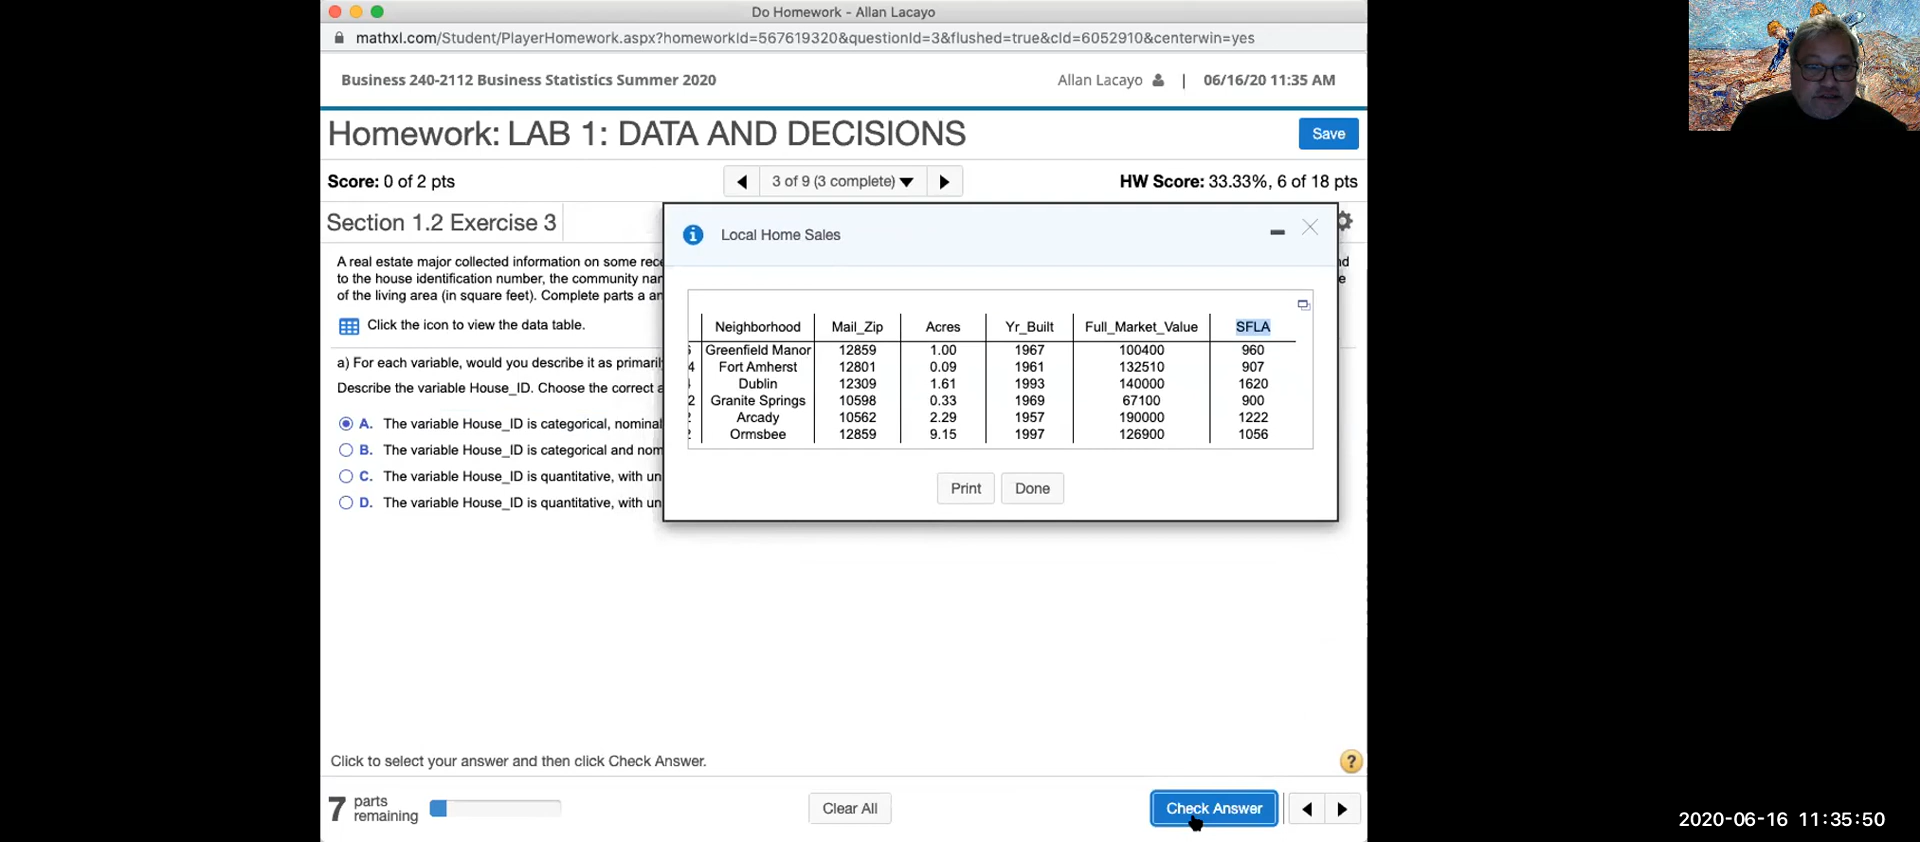 Do Homework - Allan Lacayo
mathxl.com/Student/PlayerHomework.aspx?homeworkId=567619320&questionId=3&flushed=true&cId=6052910&centerwin=yes
Business 240-2112 Business Statistics Summer 2020
Allan Lacayo | 06/16/20 11:35 AM
Homework: LAB 1: DATA AND DECISIONS
Save
Score: 0 of 2 pts
3 of 9 (3 complete)
HW Score: 33.33%, 6 of 18 pts
Section 1.2 Exercise 3
A real estate major collected information on some rece
to the house identification number, the community nar
of the living area (in square feet). Complete parts a an
Click the icon to view the data table.
a) For each variable, would you describe it as primaril
Describe the variable House_ID. Choose the correct a
A. The variable House_ID is categorical, nominal
B. The variable House_ID is categorical and nom
C. The variable House_ID is quantitative, with un
D. The variable House_ID is quantitative, with un
Local Home Sales
Neighborhood Mail_Zip Acres Yr_Built Full_Market_Value SFLA
Greenfield Manor 12859 1.00 1967 100400 960
4 Fort Amherst 12801 0.09 1961 132510 907
Dublin 12309 1.61 1993 140000 1620
2 Granite Springs 10598 0.33 1969 67100 900
Arcady 10562 2.29 1957 190000 1222
Ormsbee 12859 9.15 1997 126900 1056
Print Done
Click to select your answer and then click Check Answer.
?
7 parts remaining
Clear All
Check Answer
2020-06-16 11:35:50